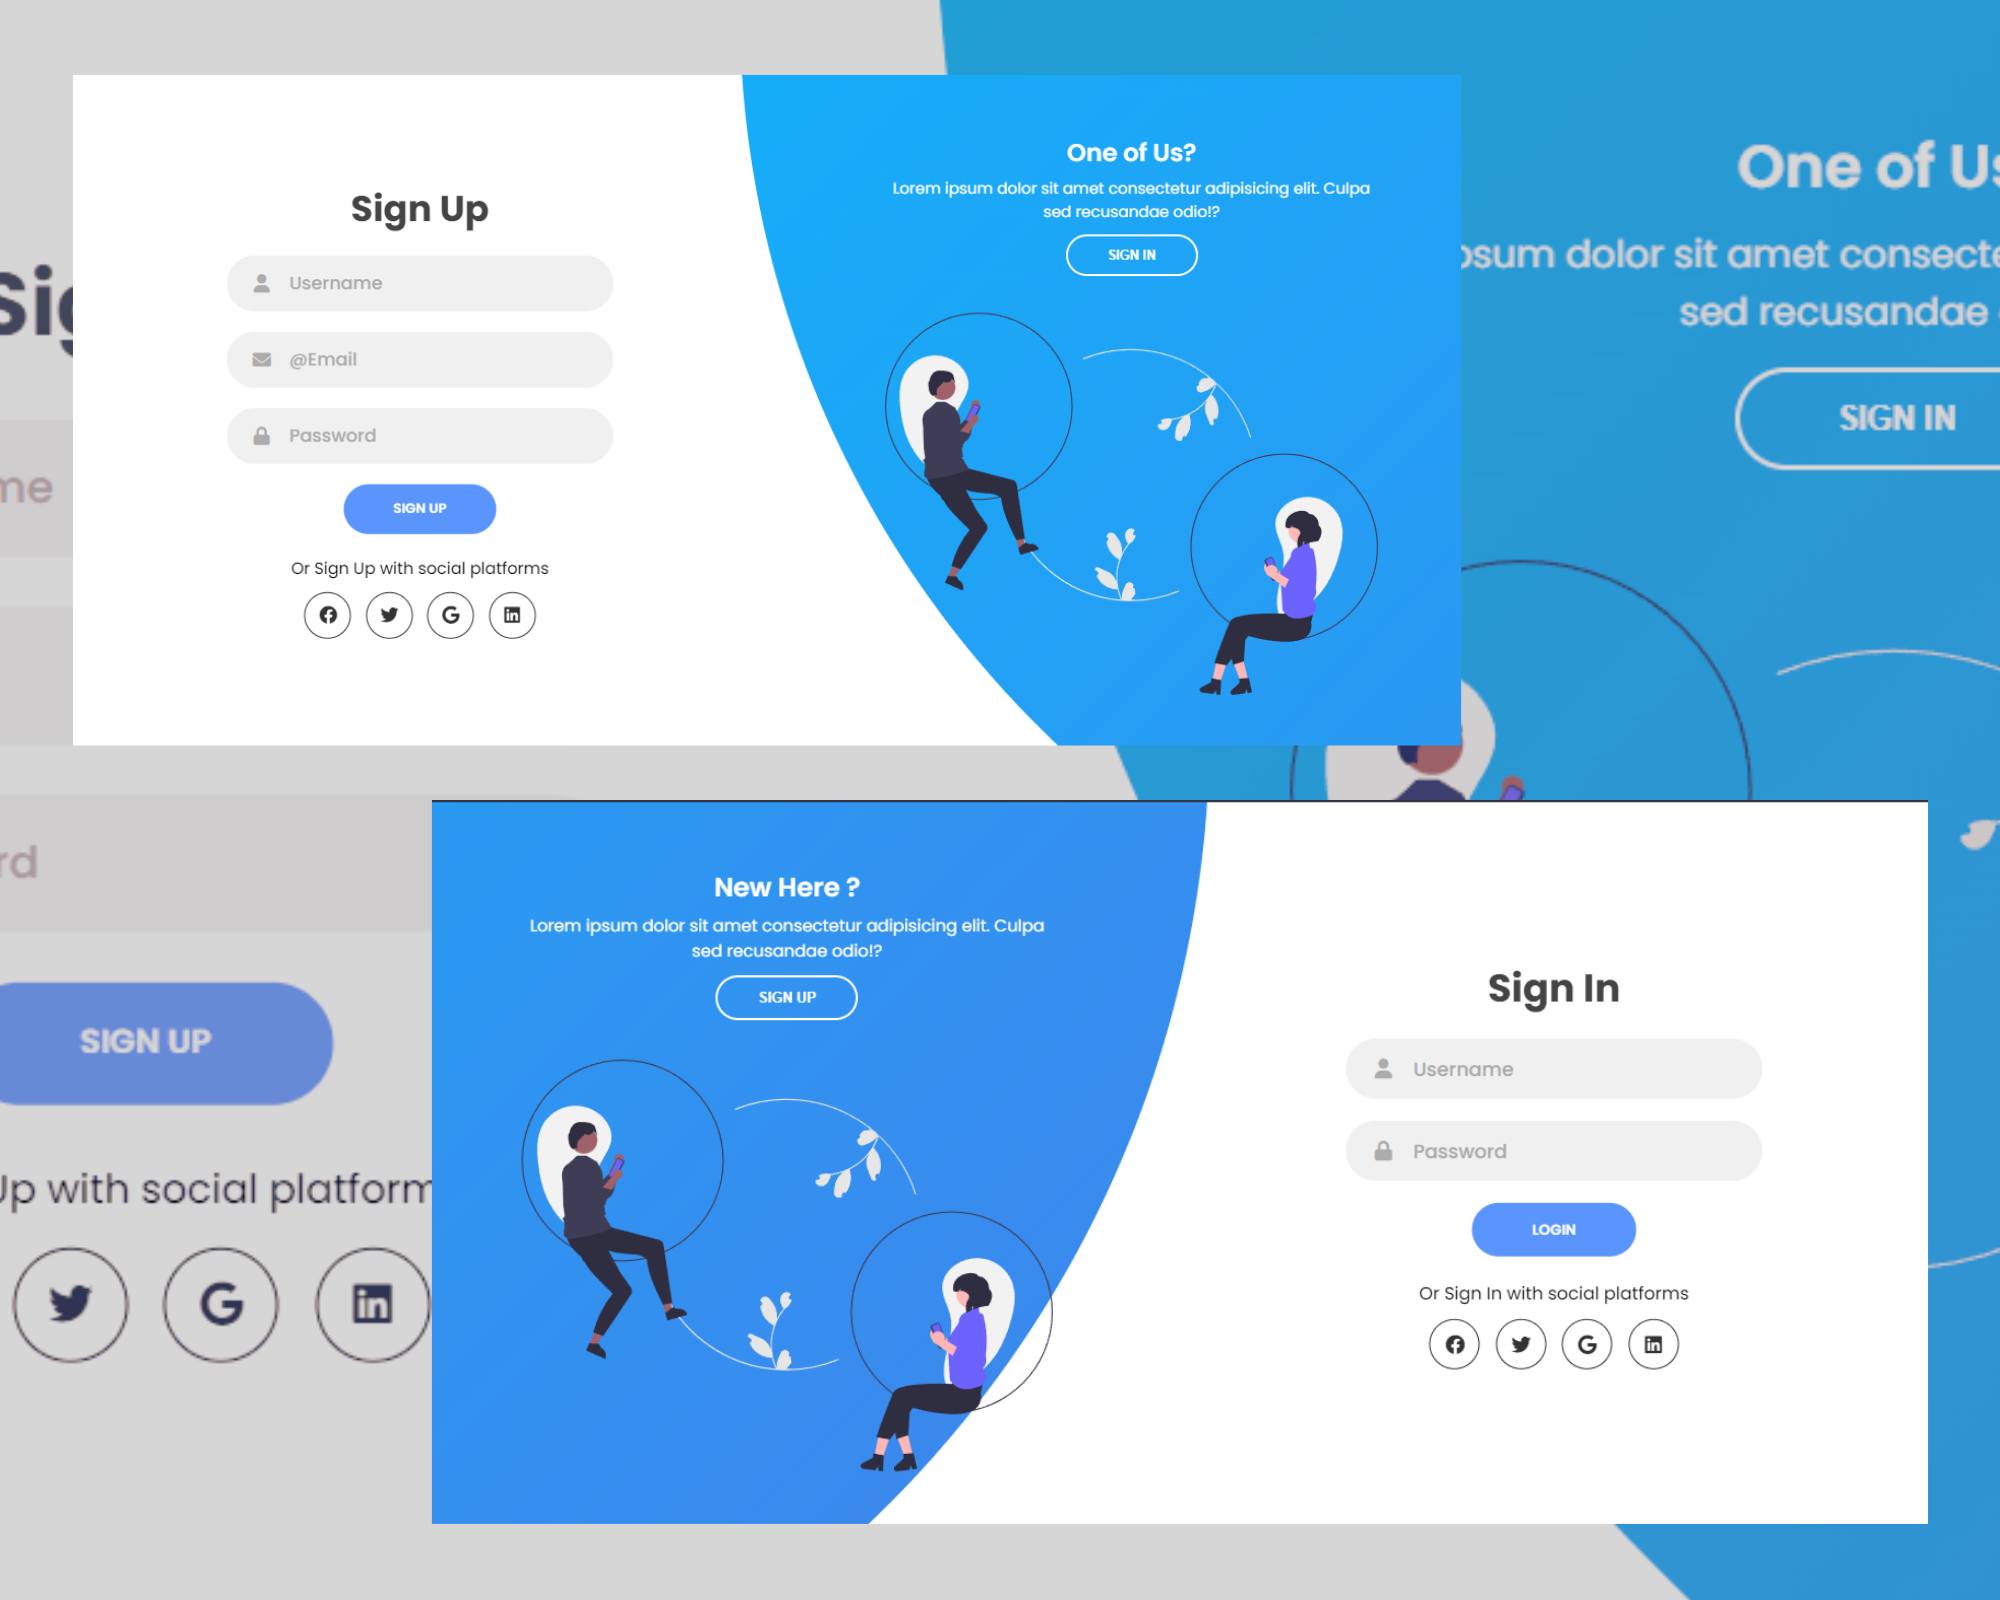 Sign Up
Username
@Email
Password
SIGN UP
Or Sign Up with social platforms
One of Us?
Lorem ipsum dolor sit amet consectetur adipisicing elit. Culpa
sed recusandae odio!?
SIGN IN
New Here ?
Lorem ipsum dolor sit amet consectetur adipisicing elit. Culpa
sed recusandae odio!?
SIGN UP
Sign In
Username
Password
LOGIN
Or Sign In with social platforms
One of Us
psum dolor sit amet consecte
sed recusandae
SIGN IN
Sig
me
rd
SIGN UP
Up with social platform